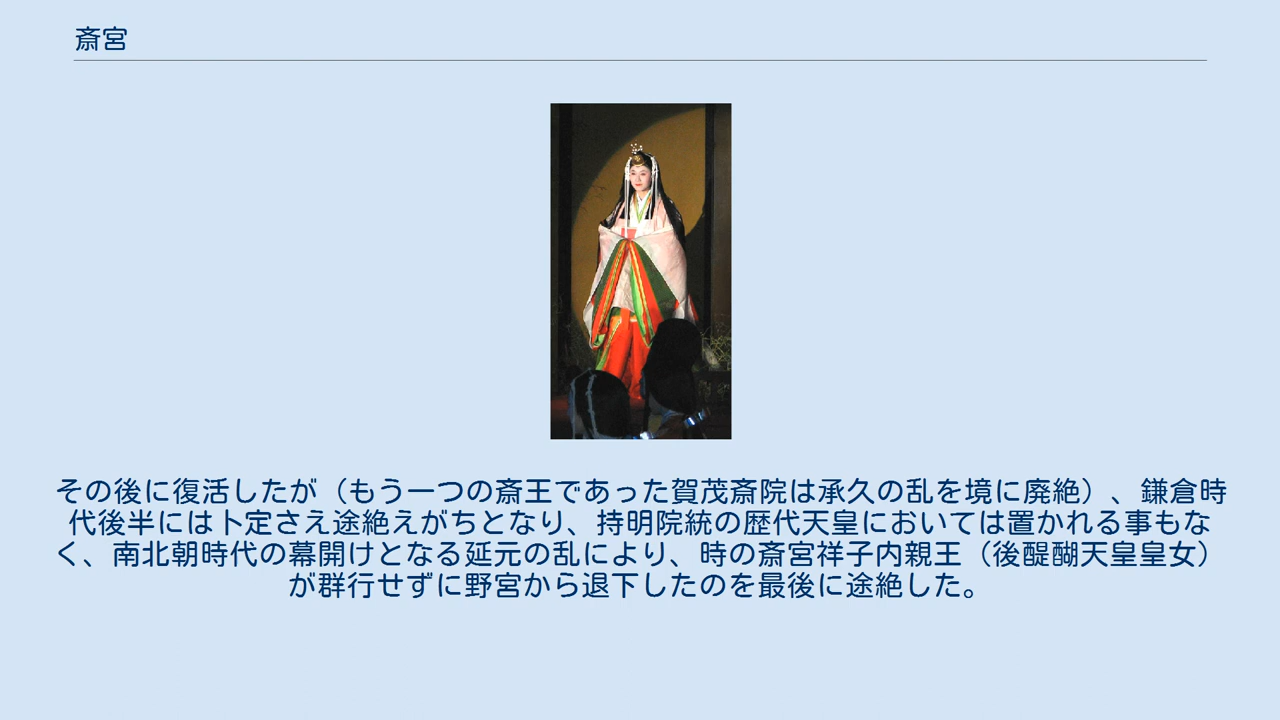 斎宮
その後に復活したが（もう一つの斎王であった賀茂斎院は承久の乱を境に廃絶）、鎌倉時
代後半には卜定さえ途絶えがちとなり、持明院統の歴代天皇においては置かれる事もな
く、南北朝時代の幕開けとなる延元の乱により、時の斎宮祥子内親王（後醍醐天皇皇女）
が群行せずに野宮から退下したのを最後に途絶した。